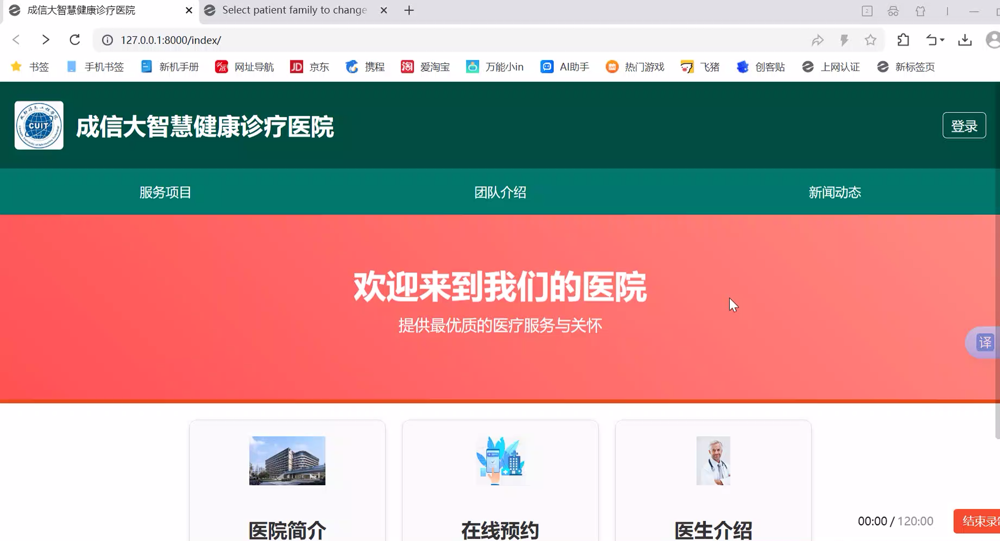 成信大智慧健康诊疗医院
Select patient family to change
2
127.0.0.1:8000/index/
书签 手机书签 新机手册 网址导航 JD 京东 携程 淘 爱淘宝 万能小in AI助手 热门游戏 飞猪 创客贴 上网认证 新标签页
CUIT
成信大智慧健康诊疗医院
登录
服务项目 团队介绍 新闻动态
欢迎来到我们的医院
提供最优质的医疗服务与关怀
译
医院简介 在线预约 医生介绍
00:00 / 120:00
结束录